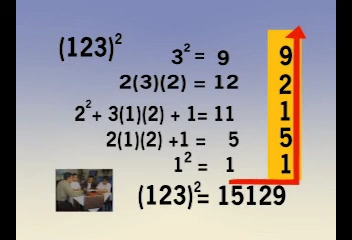 (123)²
3² = 9 9
2(3)(2) = 12 2
2² + 3(1)(2) + 1= 11 1
2(1)(2) +1 = 5 5
1² = 1 1
(123)²= 15129